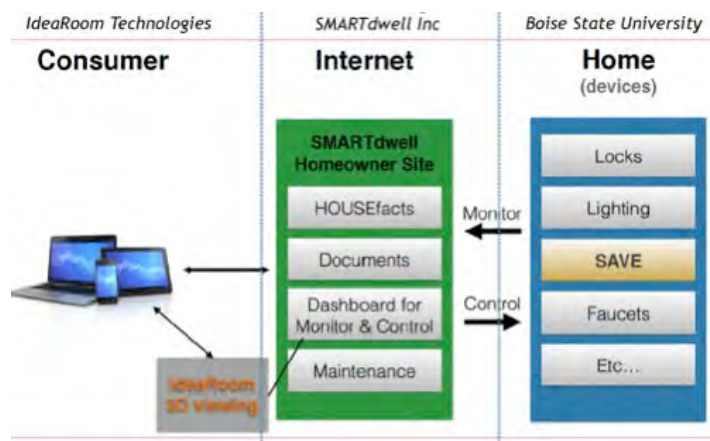 IdeaRoom Technologies
SMARTdwell Inc
Boise State University
Consumer
Internet
Home
(devices)
SMARTdwell
Homeowner Site
HOUSEfacts
Documents
Dashboard for
Monitor & Control
Maintenance
Monitor
Control
Locks
Lighting
SAVE
Faucets
Etc...
IdeaRoom
3D Viewing